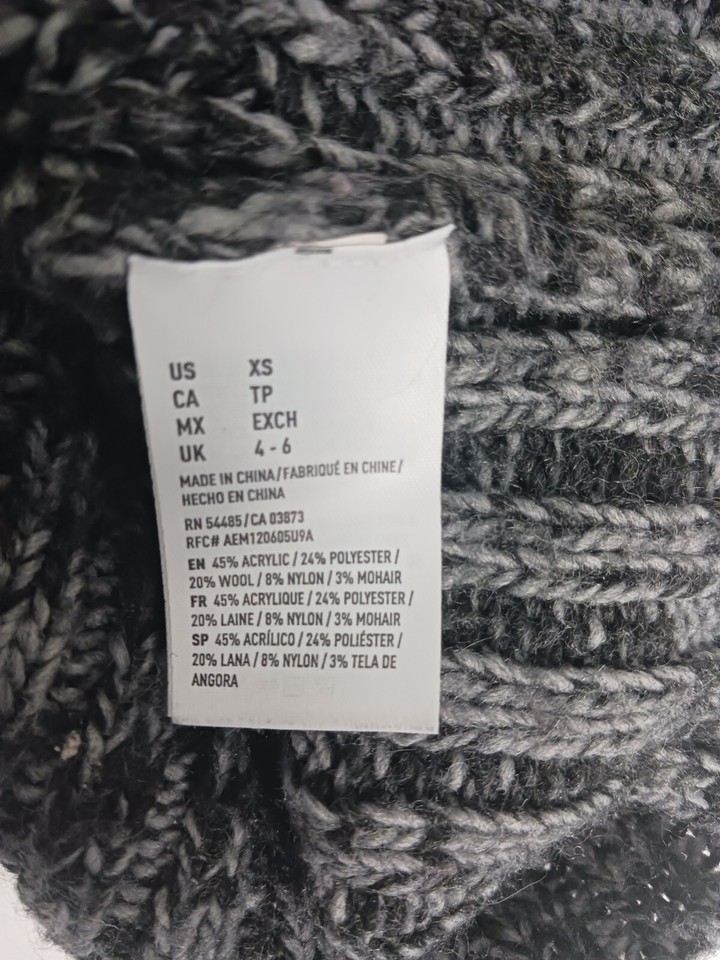 US XS
CA TP
MX EXCH
UK 4 - 6
MADE IN CHINA/FABRIQUÉ EN CHINE/
HECHO EN CHINA
RN 54485/CA 03873
RFC# AEM120605U9A
EN 45% ACRYLIC / 24% POLYESTER /
20% WOOL / 8% NYLON / 3% MOHAIR
FR 45% ACRYLIQUE / 24% POLYESTER /
20% LAINE / 8% NYLON / 3% MOHAIR
SP 45% ACRÍLICO / 24% POLIÉSTER /
20% LANA / 8% NYLON / 3% TELA DE
ANGORA